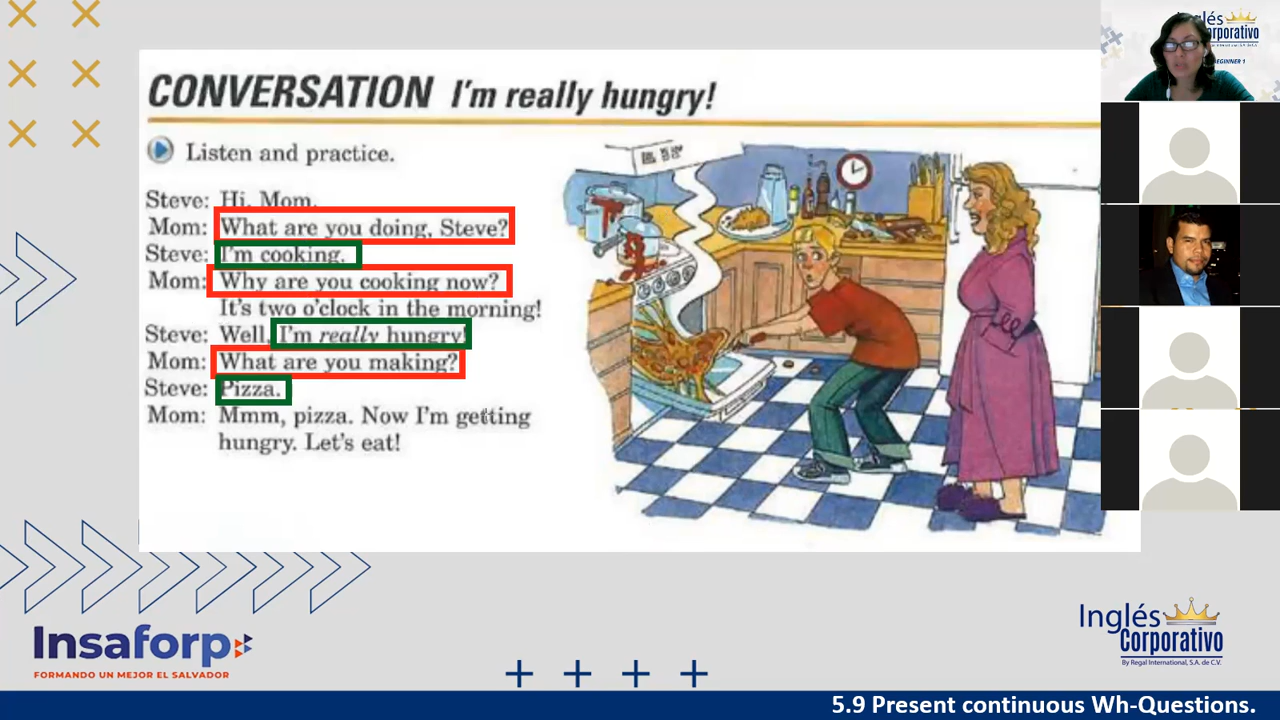 CONVERSATION I'm really hungry!
Listen and practice.
Steve: Hi, Mom.
Mom: What are you doing, Steve?
Steve: I'm cooking.
Mom: Why are you cooking now?
It's two o'clock in the morning!
Steve: Well, I'm really hungry!
Mom: What are you making?
Steve: Pizza.
Mom: Mmm, pizza. Now I'm getting
hungry. Let's eat!
Insaforp
FORMANDO UN MEJOR EL SALVADOR
Inglés
Corporativo
By Regal International, S.A. de C.V.
5.9 Present continuous Wh-Questions.